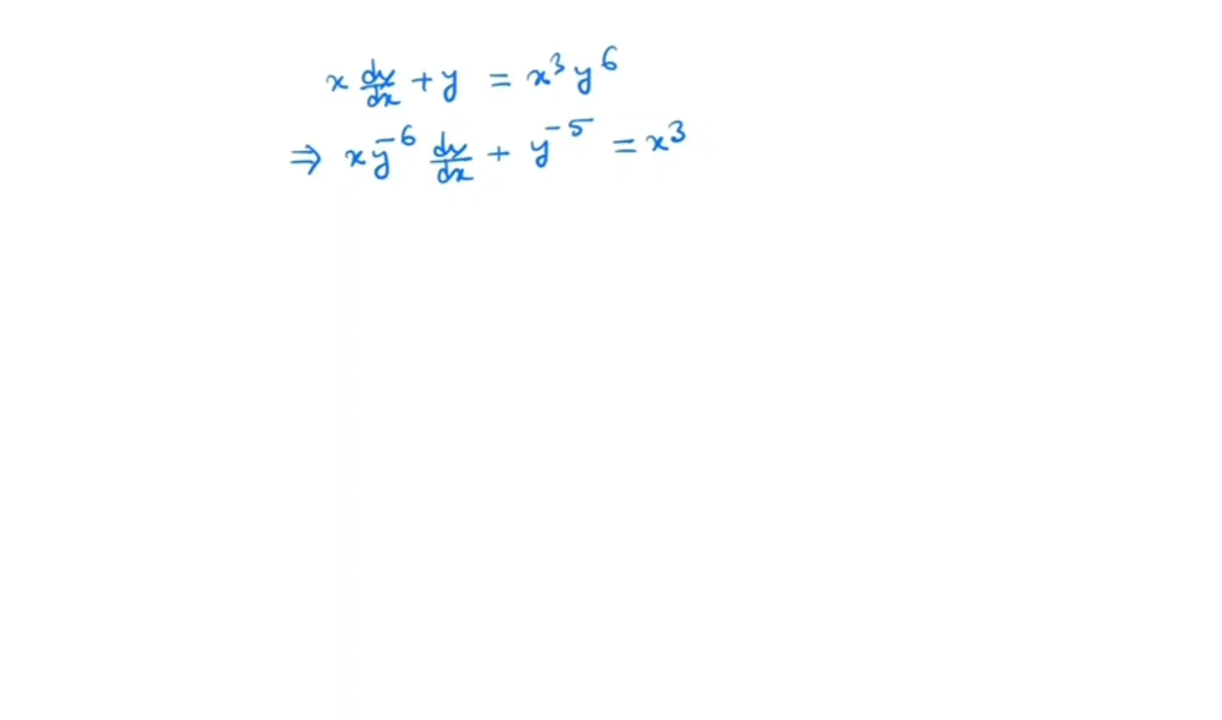 x dy/dx + y = x³y⁶
⇒ xy⁻⁶ dy/dx + y⁻⁵ = x³